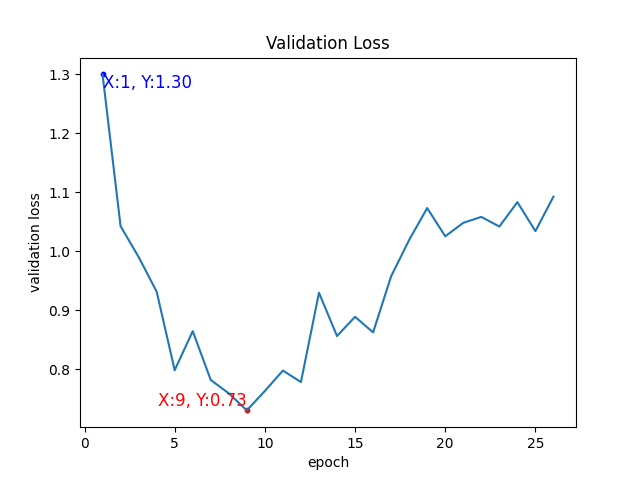 Validation Loss
X:1, Y:1.30
X:9, Y:0.73
validation loss
1.3
1.2
1.1
1.0
0.9
0.8
0 5 10 15 20 25
epoch